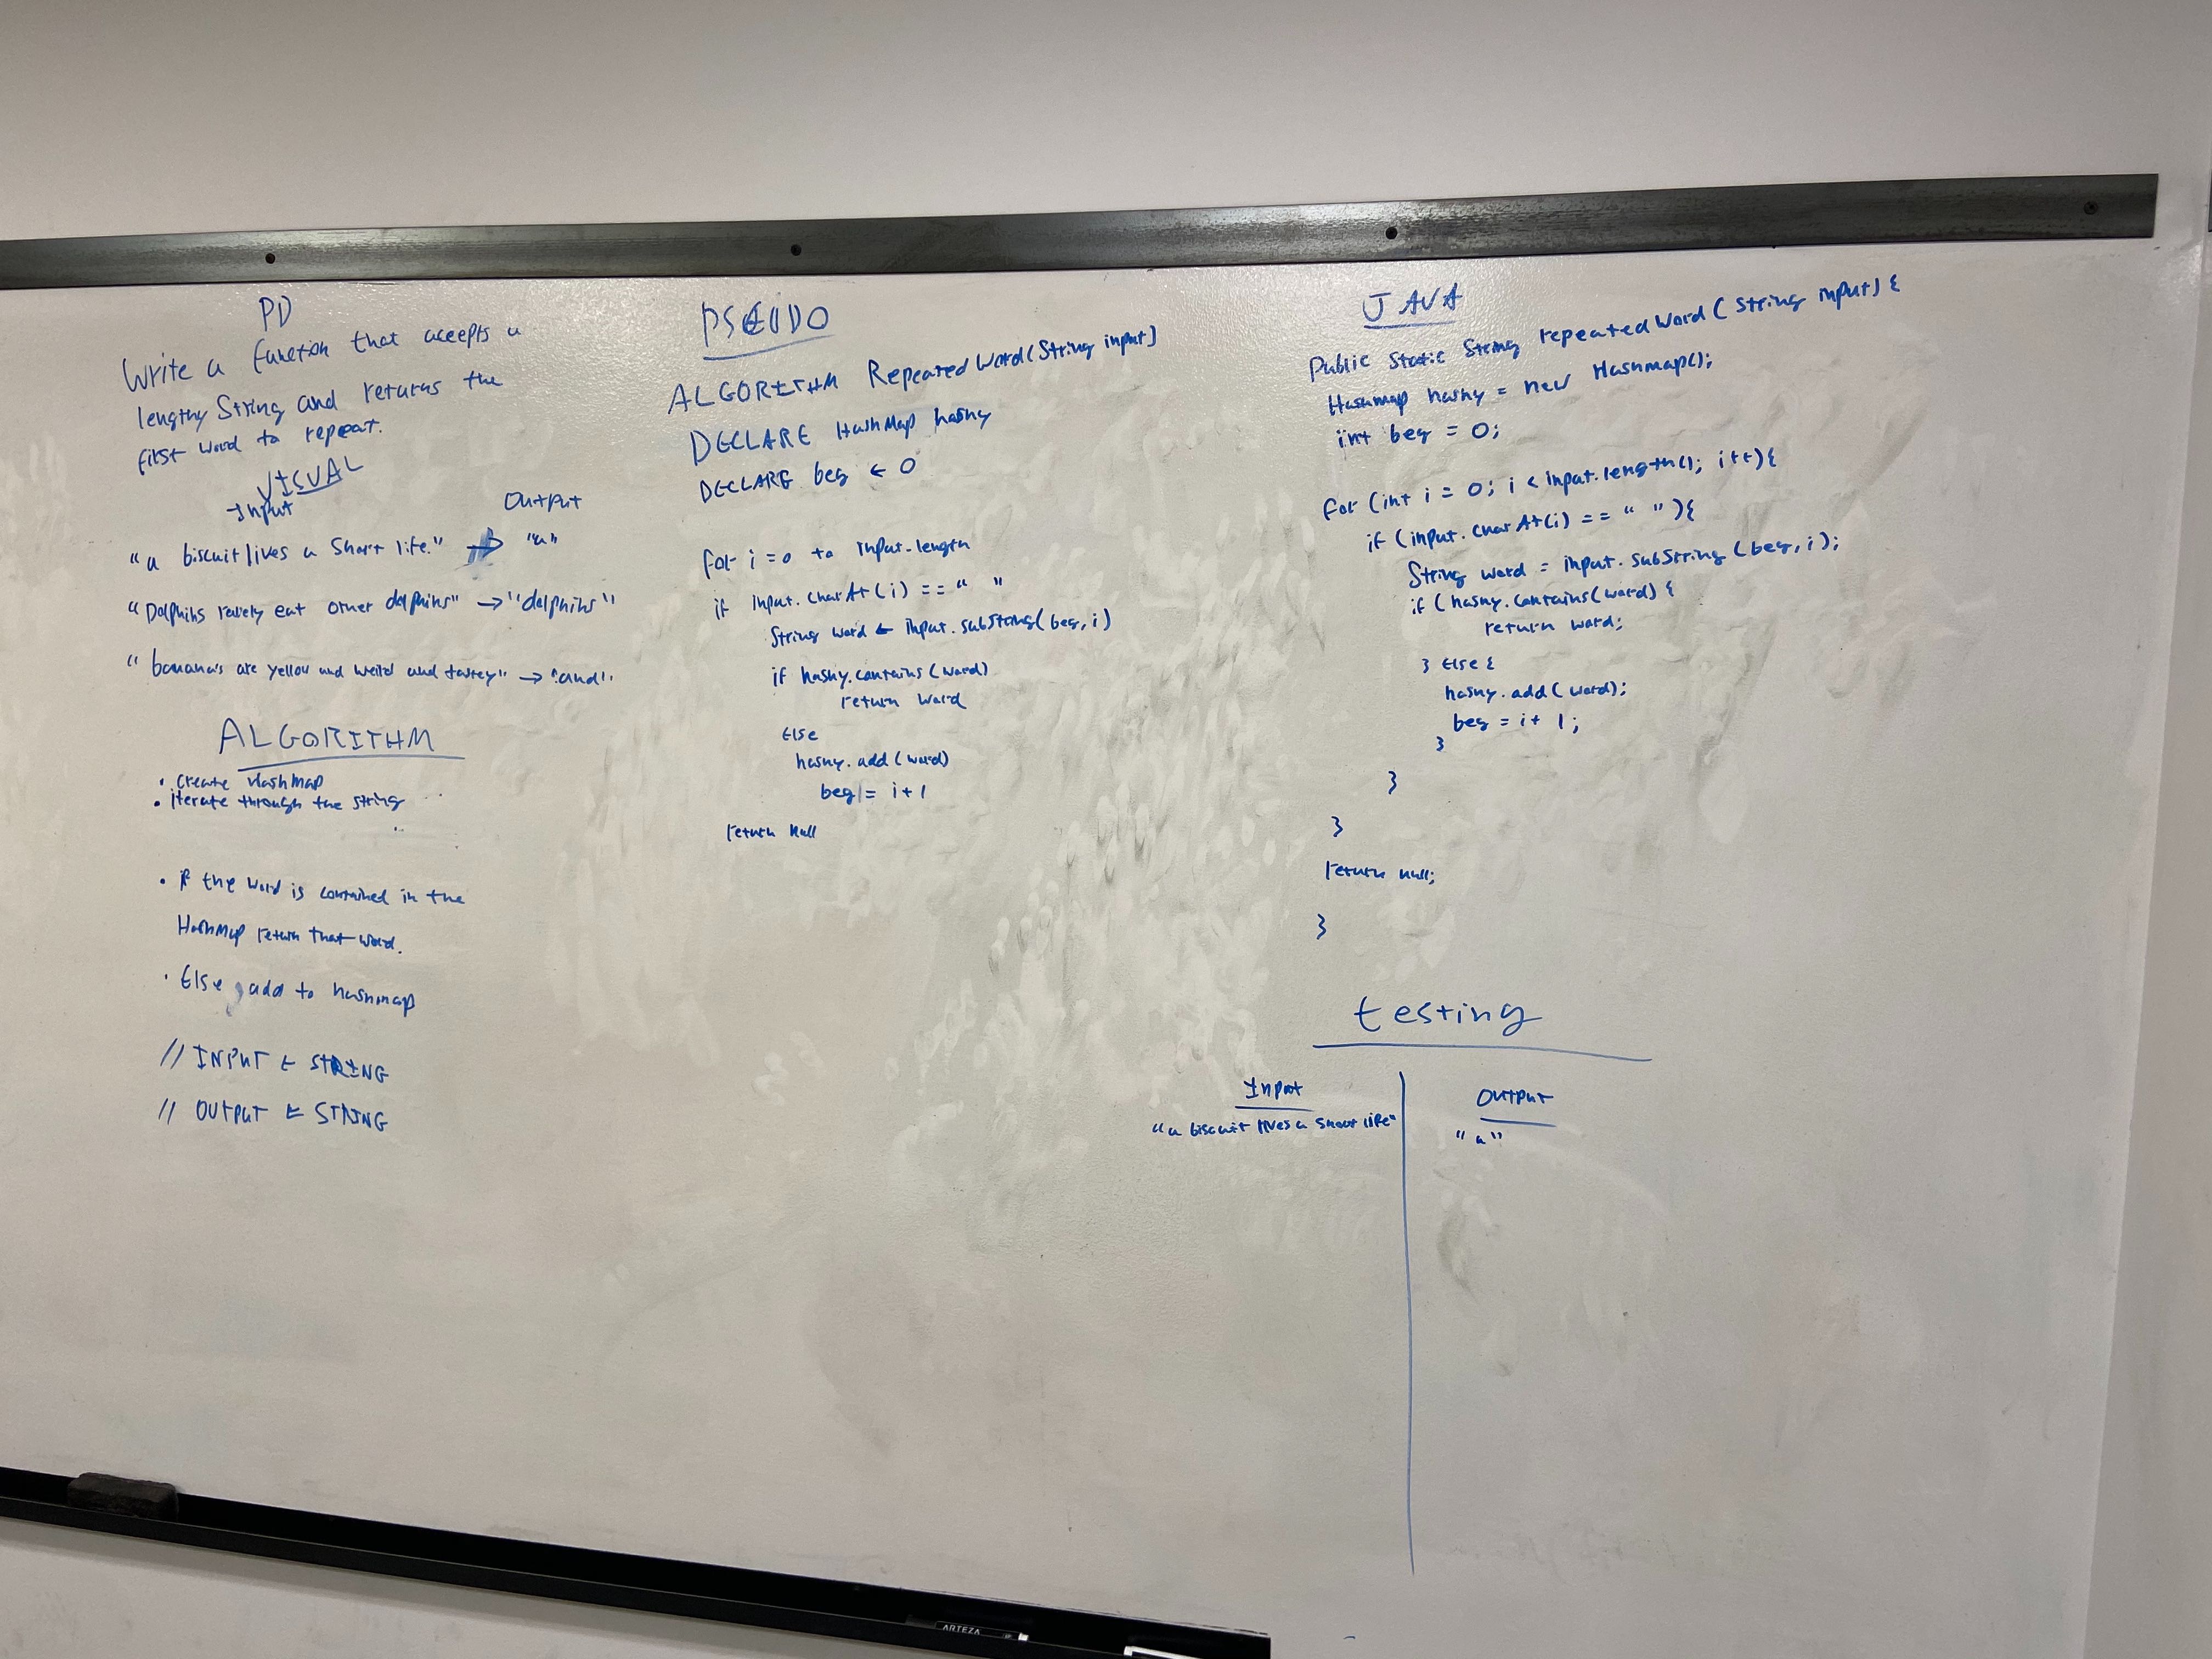 PD
Write a function that accepts a
lengthy String and returns the
first word to repeat.
VISUAL
Input
Output
"a biscuit lives a short life." → "a"
"Dolphins rarely eat other dolphins" → "dolphins"
"bananas are yellow and weird and tastey" → "and"
ALGORITHM
• create HashMap
• iterate through the string
• if the word is contained in the
HashMap return that word.
• Else, add to hashmap
// INPUT ← STRING
// OUTPUT ← STRING
PSEUDO
ALGORITHM RepeatedWord(String input)
DECLARE HashMap hashy
DECLARE beg ← 0
for i = 0 to input.length
if input.charAt(i) == " "
String word ← input.substring(beg, i)
if hashy.contains(word)
return word
Else
hashy.add(word)
beg = i + 1
return null
JAVA
Public Static String repeatedWord(String input) {
Hashmap hashy = new Hashmap();
int beg = 0;
for (int i = 0; i < input.length(); i++){
if (input.charAt(i) == " "){
String word = input.subString(beg, i);
if (hashy.contains(word) {
return word;
} Else {
hashy.add(word);
beg = i + 1;
}
}
}
return null;
}
testing
Input
Output
"a biscuit lives a short life"
"a"
ARTEZA